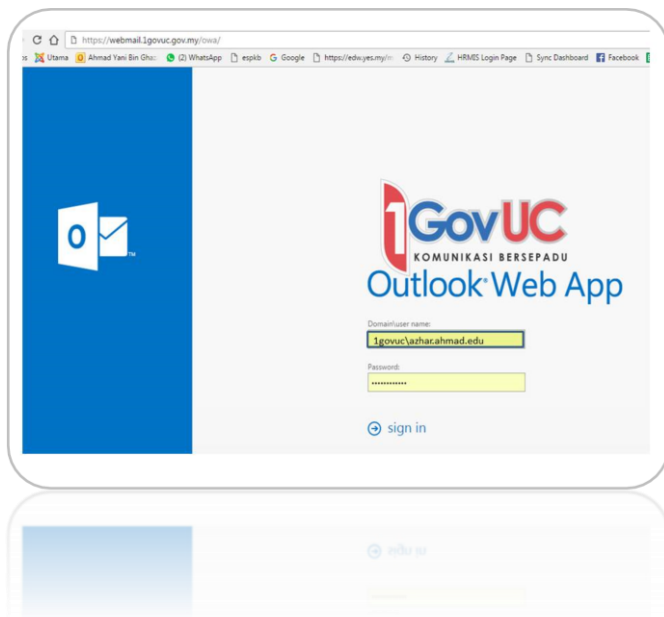 https://webmail.1govuc.gov.my/owa/
Utama Ahmad Yani Bin Ghaz (2) WhatsApp espkb Google https://edw.yes.my/m History HRMIS Login Page Sync Dashboard Facebook
1GovUC
KOMUNIKASI BERSEPADU
Outlook Web App
Domain\user name:
1govuc\azhar.ahmad.edu
Password:
••••••••••••
sign in